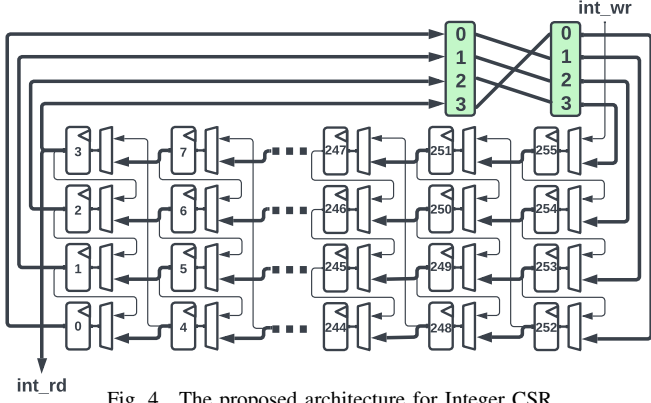 int_wr
0 0
1 1
2 2
3 3
3 7 247 251 255
2 6 246 250 254
1 5 245 249 253
0 4 244 248 252
int_rd
Fig. 4. The proposed architecture for Integer CSR